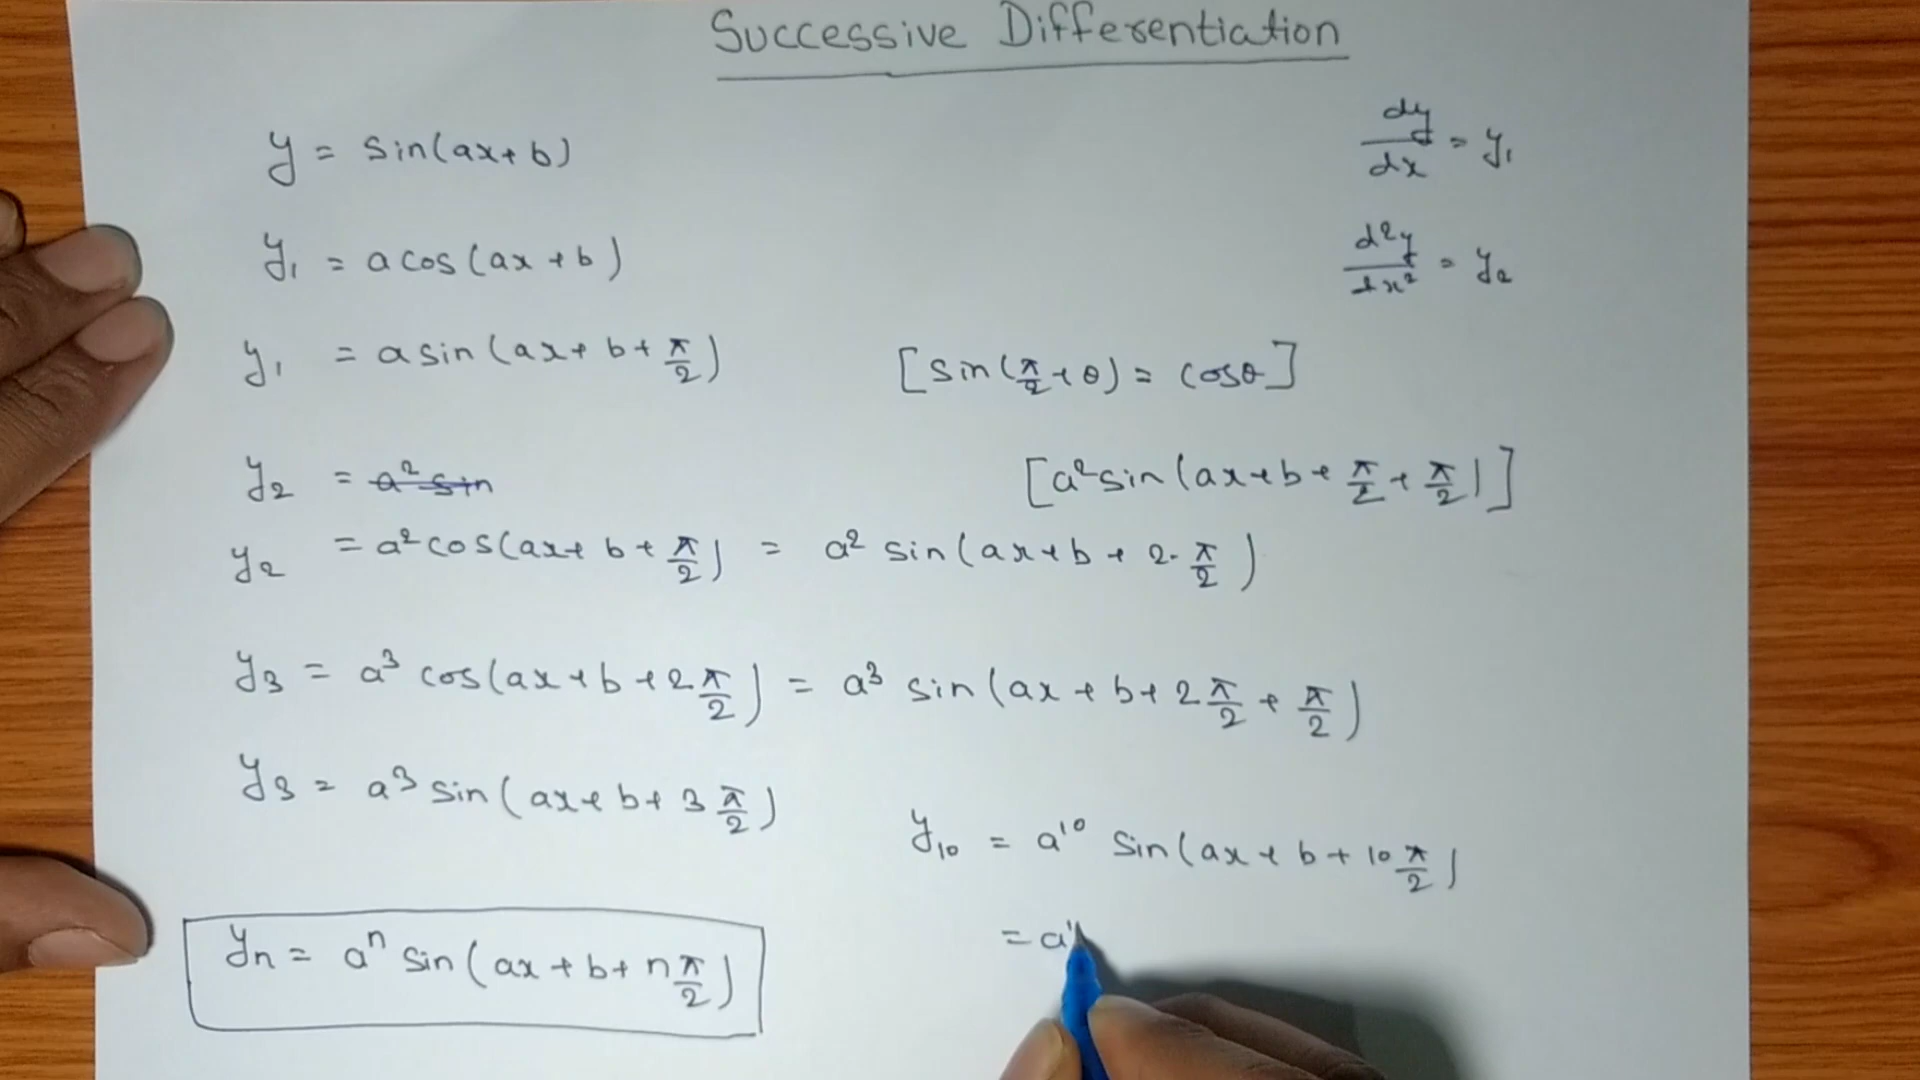 Successive Differentiation
y = sin(ax+b)
dy/dx = y₁
y₁ = a cos(ax+b)
d²y/dx² = y₂
y₁ = a sin(ax+b+π/2)
[sin(π/2+θ) = cosθ]
y₂ = a² sin
[a² sin(ax+b+π/2+π/2)]
y₂ = a² cos(ax+b+π/2) = a² sin(ax+b+2·π/2)
y₃ = a³ cos(ax+b+2π/2) = a³ sin(ax+b+2π/2+π/2)
y₃ = a³ sin(ax+b+3π/2)
y₁₀ = a¹⁰ sin(ax+b+10π/2)
= a¹
yₙ = aⁿ sin(ax+b+nπ/2)